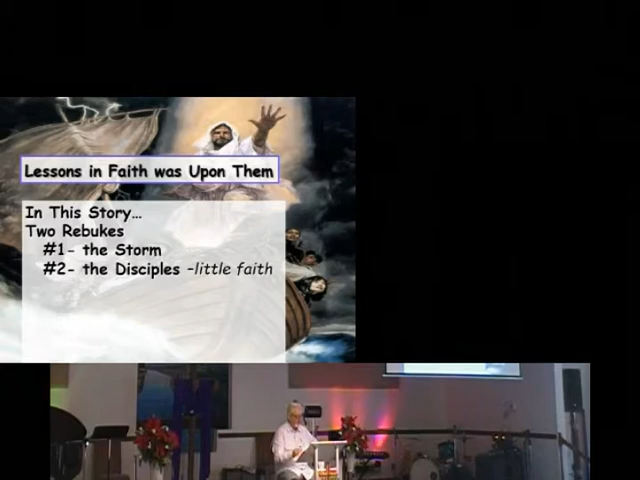 Lessons in Faith was Upon Them
In This Story…
Two Rebukes
#1- the Storm
#2- the Disciples -little faith